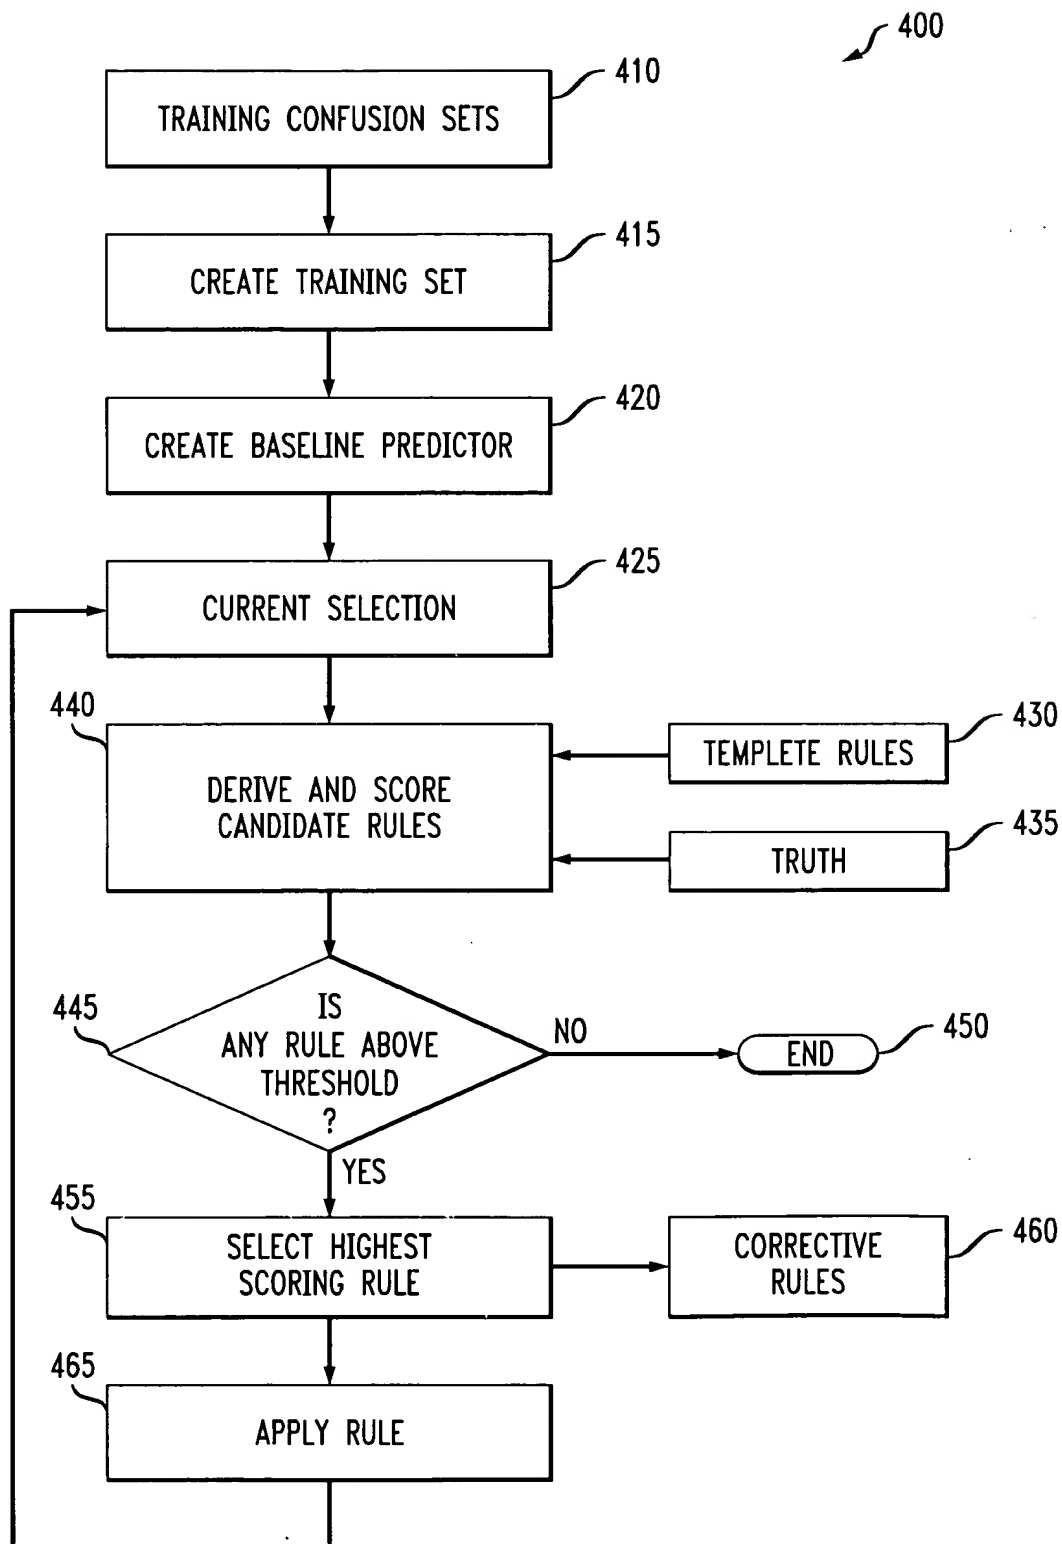 400
410
TRAINING CONFUSION SETS
415
CREATE TRAINING SET
420
CREATE BASELINE PREDICTOR
425
CURRENT SELECTION
440
DERIVE AND SCORE
CANDIDATE RULES
430
TEMPLETE RULES
435
TRUTH
445
IS
ANY RULE ABOVE
THRESHOLD
?
NO
END
450
YES
455
SELECT HIGHEST
SCORING RULE
460
CORRECTIVE
RULES
465
APPLY RULE